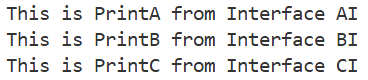 This is PrintA from Interface AI
This is PrintB from Interface BI
This is PrintC from Interface CI